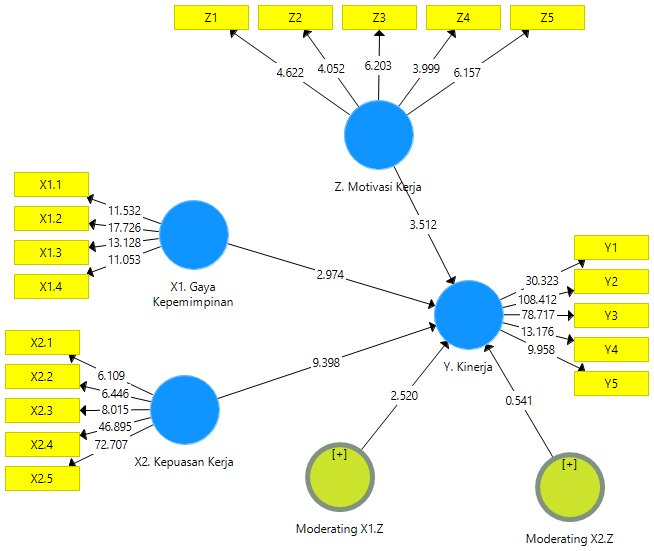 Z1
Z2
Z3
Z4
Z5
4.622
4.052
6.203
3.999
6.157
Z. Motivasi Kerja
3.512
X1.1
X1.2
X1.3
X1.4
11.532
17.726
13.128
11.053
X1. Gaya
Kepemimpinan
2.974
Y1
Y2
Y3
Y4
Y5
30.323
108.412
78.717
13.176
9.958
Y. Kinerja
X2.1
X2.2
X2.3
X2.4
X2.5
6.109
6.446
8.015
46.895
72.707
X2. Kepuasan Kerja
9.398
2.520
0.541
[+]
Moderating X1.Z
[+]
Moderating X2.Z